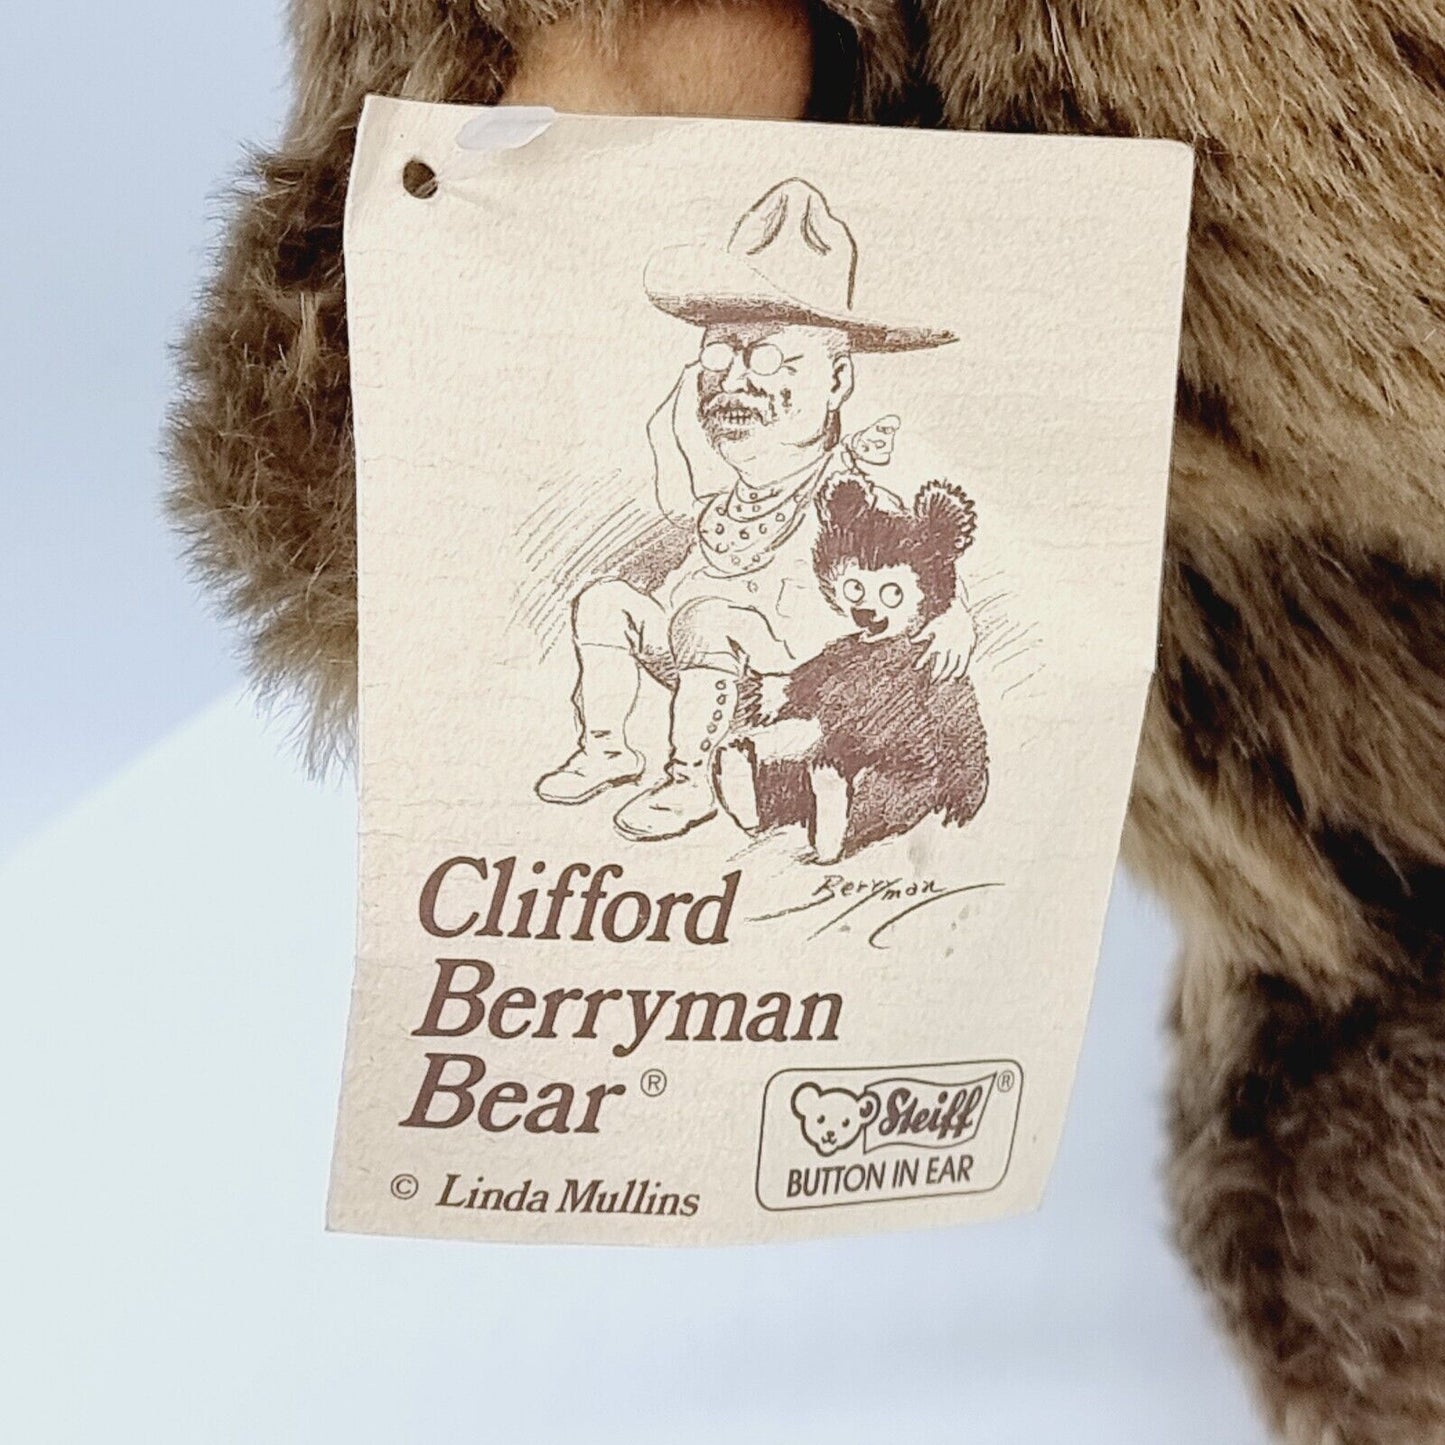 Berryman
Clifford
Berryman
Bear ®
© Linda Mullins
Steiff ®
BUTTON IN EAR